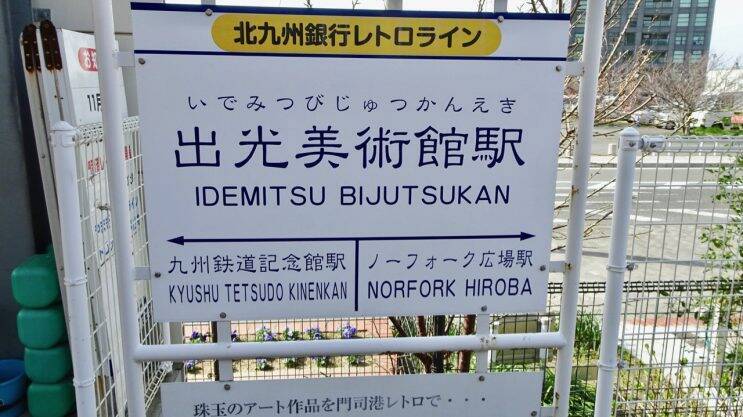 北九州銀行レトロライン
いでみつびじゅつかんえき
出光美術館駅
IDEMITSU BIJUTSUKAN
九州鉄道記念館駅
KYUSHU TETSUDO KINENKAN
ノーフォーク広場駅
NORFORK HIROBA
珠玉のアート作品を門司港レトロで・・・
11月